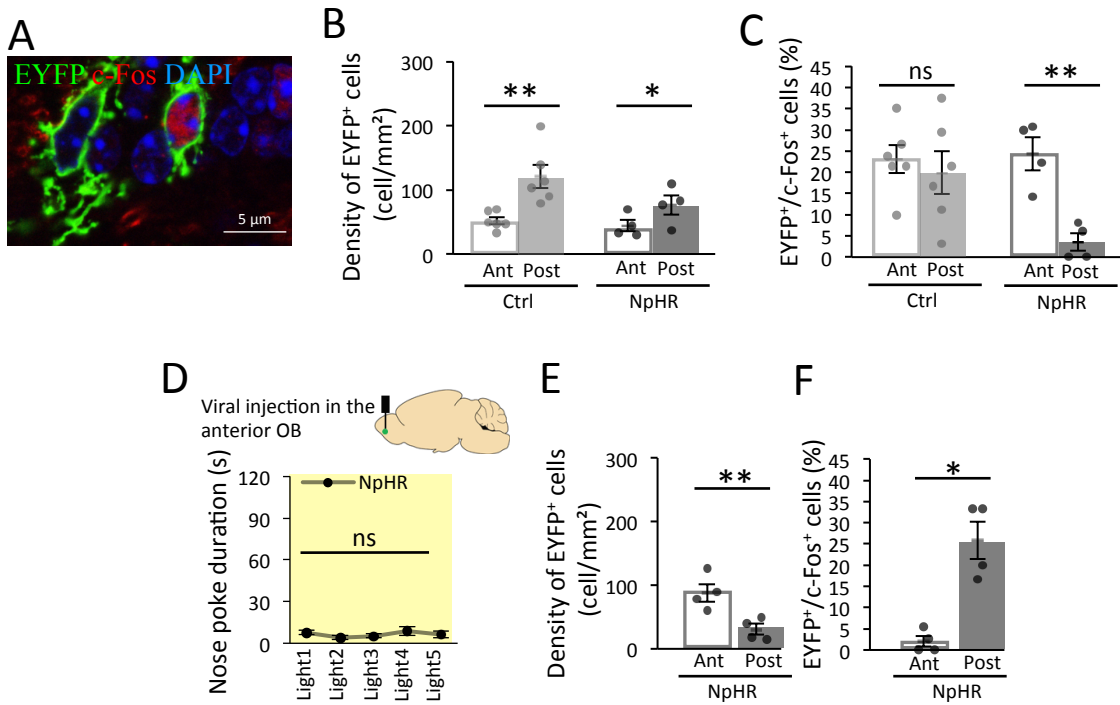 A
EYFP c-Fos DAPI
5 µm
B
Density of EYFP⁺ cells
(cell/mm²)
300
200
100
0
**
*
Ant Post
Ant Post
Ctrl
NpHR
C
EYFP⁺/c-Fos⁺ cells (%)
45
40
35
30
25
20
15
10
5
0
ns
**
Ant Post
Ant Post
Ctrl
NpHR
D
Viral injection in the
anterior OB
Nose poke duration (s)
120
90
60
30
0
NpHR
ns
Light1
Light2
Light3
Light4
Light5
E
Density of EYFP⁺ cells
(cell/mm²)
300
200
100
0
**
Ant Post
NpHR
F
EYFP⁺/c-Fos⁺ cells (%)
45
40
35
30
25
20
15
10
5
0
*
Ant Post
NpHR